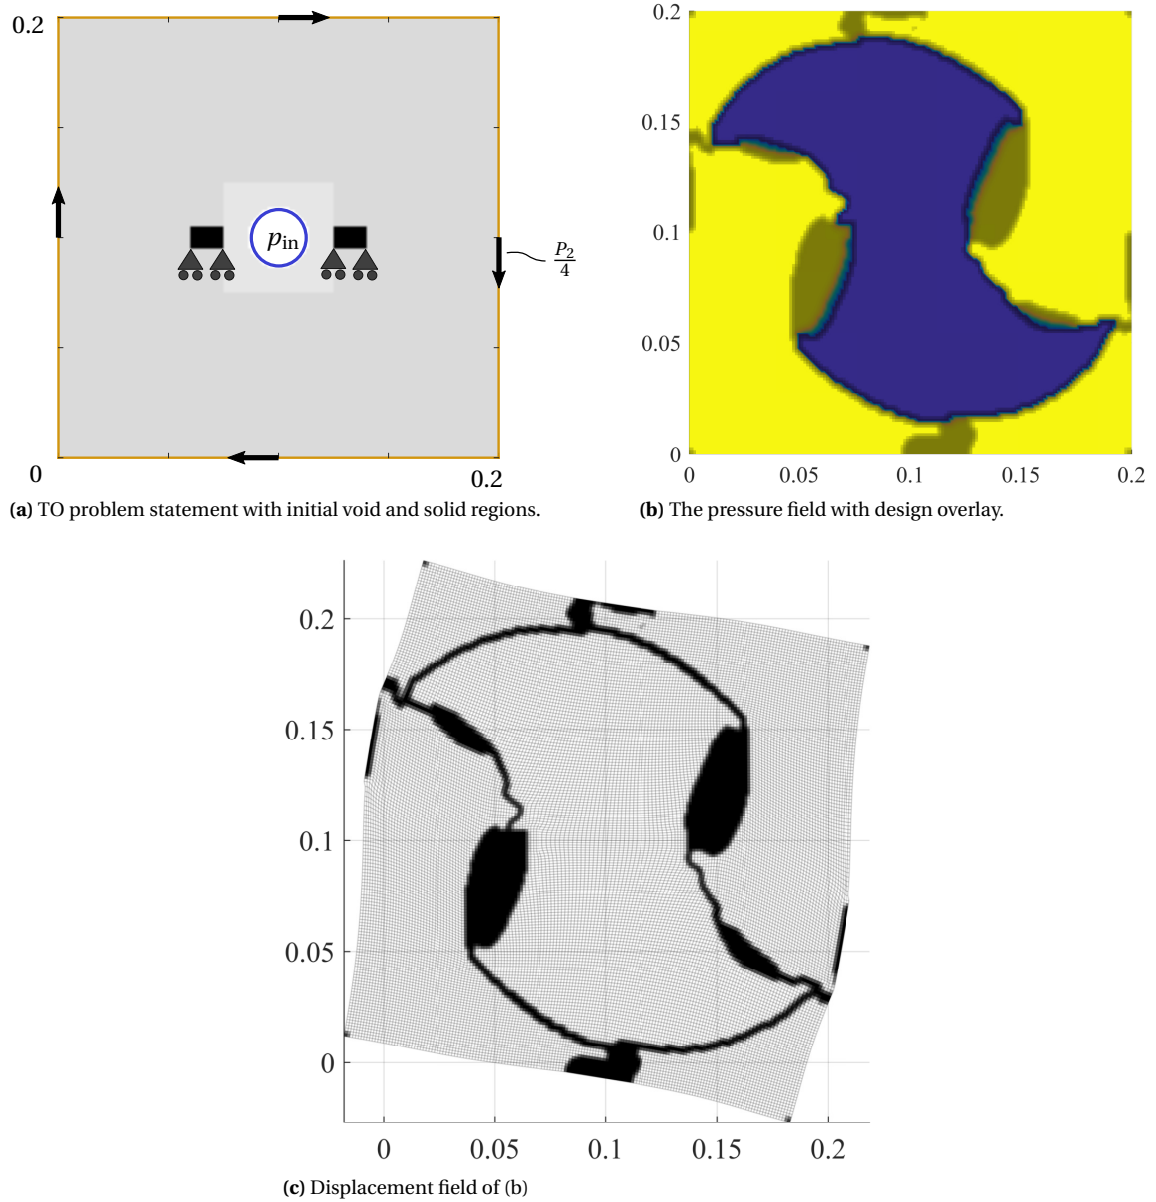 0.2
p_in
P_2/4
0
0.2
(a) TO problem statement with initial void and solid regions.
0.2
0.15
0.1
0.05
0
0 0.05 0.1 0.15 0.2
(b) The pressure field with design overlay.
0.2
0.15
0.1
0.05
0
0 0.05 0.1 0.15 0.2
(c) Displacement field of (b)